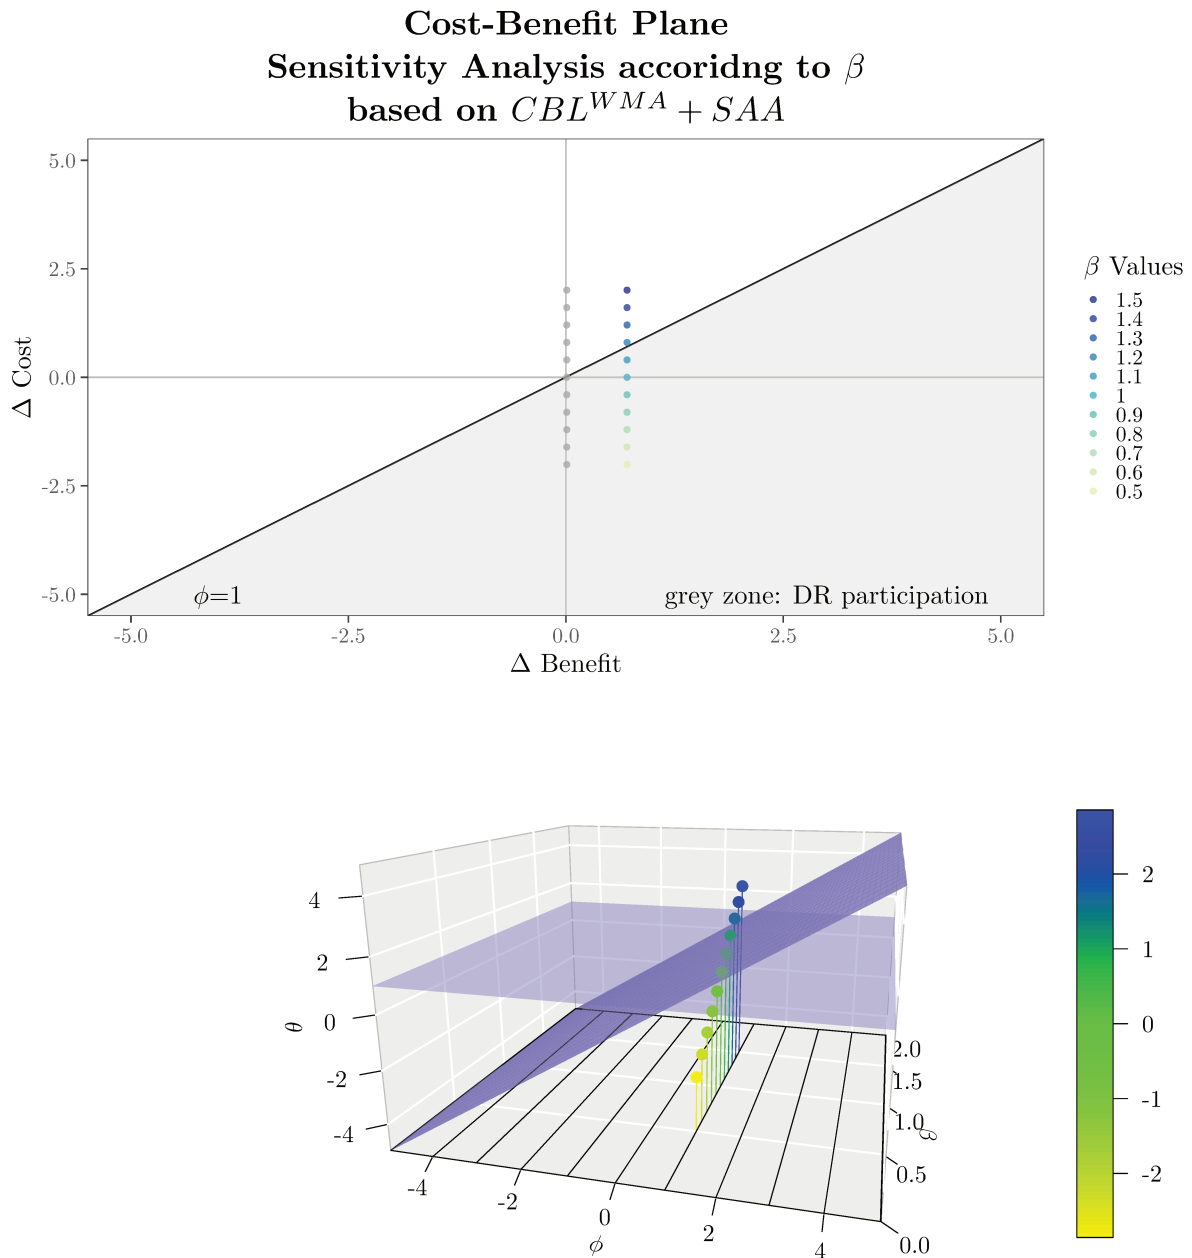 Cost-Benefit Plane
Sensitivity Analysis accoridng to β
based on CBL^{WMA} + SAA
5.0
2.5
0.0
-2.5
-5.0
Δ Cost
-5.0 -2.5 0.0 2.5 5.0
Δ Benefit
ϕ=1
grey zone: DR participation
β Values
1.5
1.4
1.3
1.2
1.1
1
0.9
0.8
0.7
0.6
0.5
4
2
0
-2
-4
θ
-4 -2 0 2 4
ϕ
2.0
1.5
1.0
0.5
0.0
β
2
1
0
-1
-2